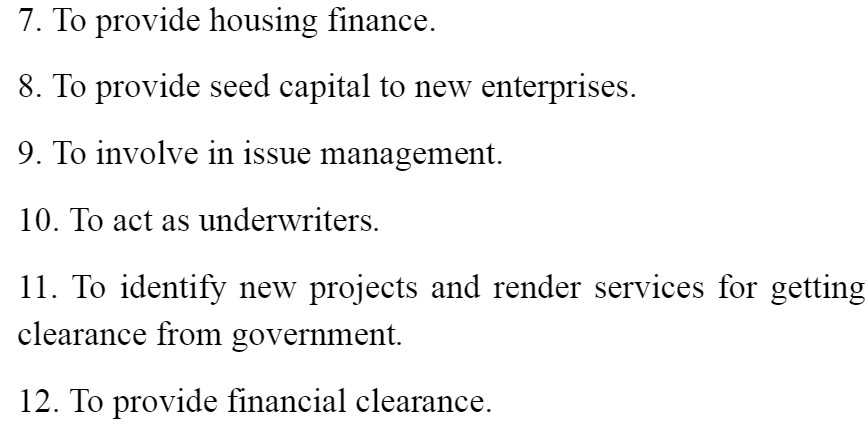 7. To provide housing finance.
8. To provide seed capital to new enterprises.
9. To involve in issue management.
10. To act as underwriters.
11. To identify new projects and render services for getting
clearance from government.
12. To provide financial clearance.